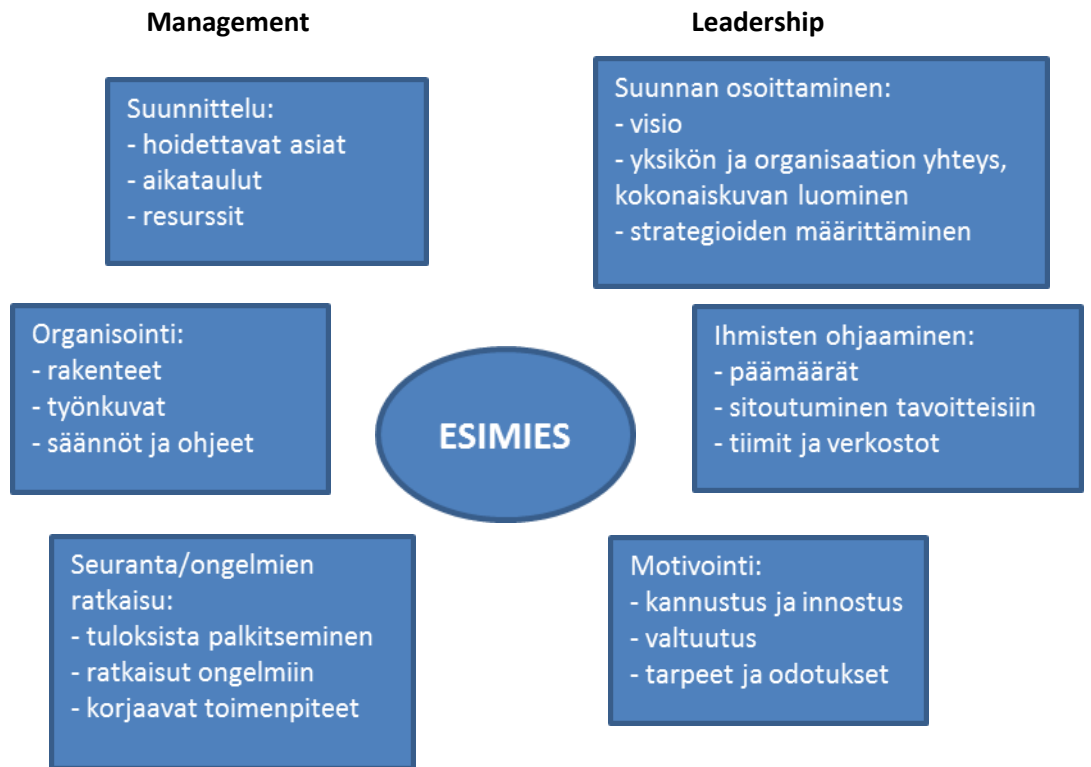 Management
Leadership
Suunnittelu:
- hoidettavat asiat
- aikataulut
- resurssit
Suunnan osoittaminen:
- visio
- yksikön ja organisaation yhteys,
kokonaiskuvan luominen
- strategioiden määrittäminen
Organisointi:
- rakenteet
- työnkuvat
- säännöt ja ohjeet
ESIMIES
Ihmisten ohjaaminen:
- päämäärät
- sitoutuminen tavoitteisiin
- tiimit ja verkostot
Seuranta/ongelmien
ratkaisu:
- tuloksista palkitseminen
- ratkaisut ongelmiin
- korjaavat toimenpiteet
Motivointi:
- kannustus ja innostus
- valtuutus
- tarpeet ja odotukset